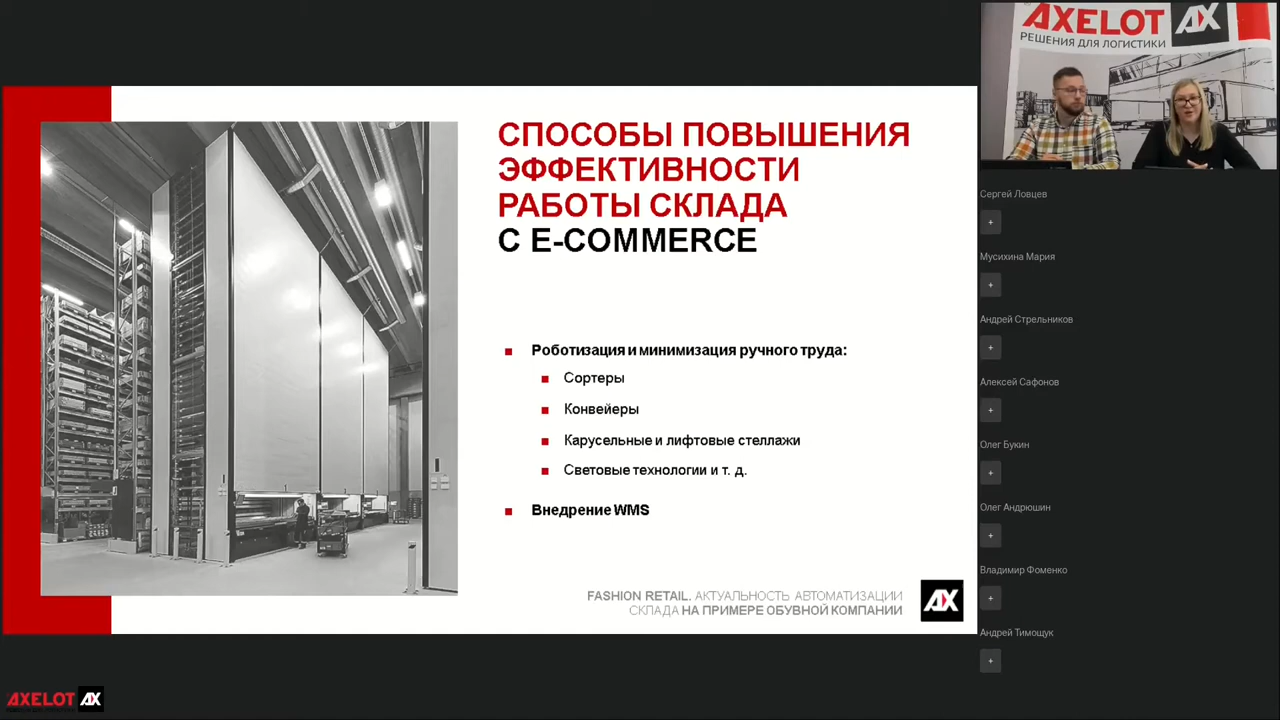 СПОСОБЫ ПОВЫШЕНИЯ
ЭФФЕКТИВНОСТИ
РАБОТЫ СКЛАДА
С E-COMMERCE
Роботизация и минимизация ручного труда:
Сортеры
Конвейеры
Карусельные и лифтовые стеллажи
Световые технологии и т. д.
Внедрение WMS
FASHION RETAIL. АКТУАЛЬНОСТЬ АВТОМАТИЗАЦИИ
СКЛАДА НА ПРИМЕРЕ ОБУВНОЙ КОМПАНИИ
AX
AXELOT AX
РЕШЕНИЯ ДЛЯ ЛОГИСТИКИ
Сергей Ловцев
+
Мусихина Мария
+
Андрей Стрельников
+
Алексей Сафонов
+
Олег Букин
+
Олег Андрюшин
+
Владимир Фоменко
+
Андрей Тимощук
+
AXELOT AX